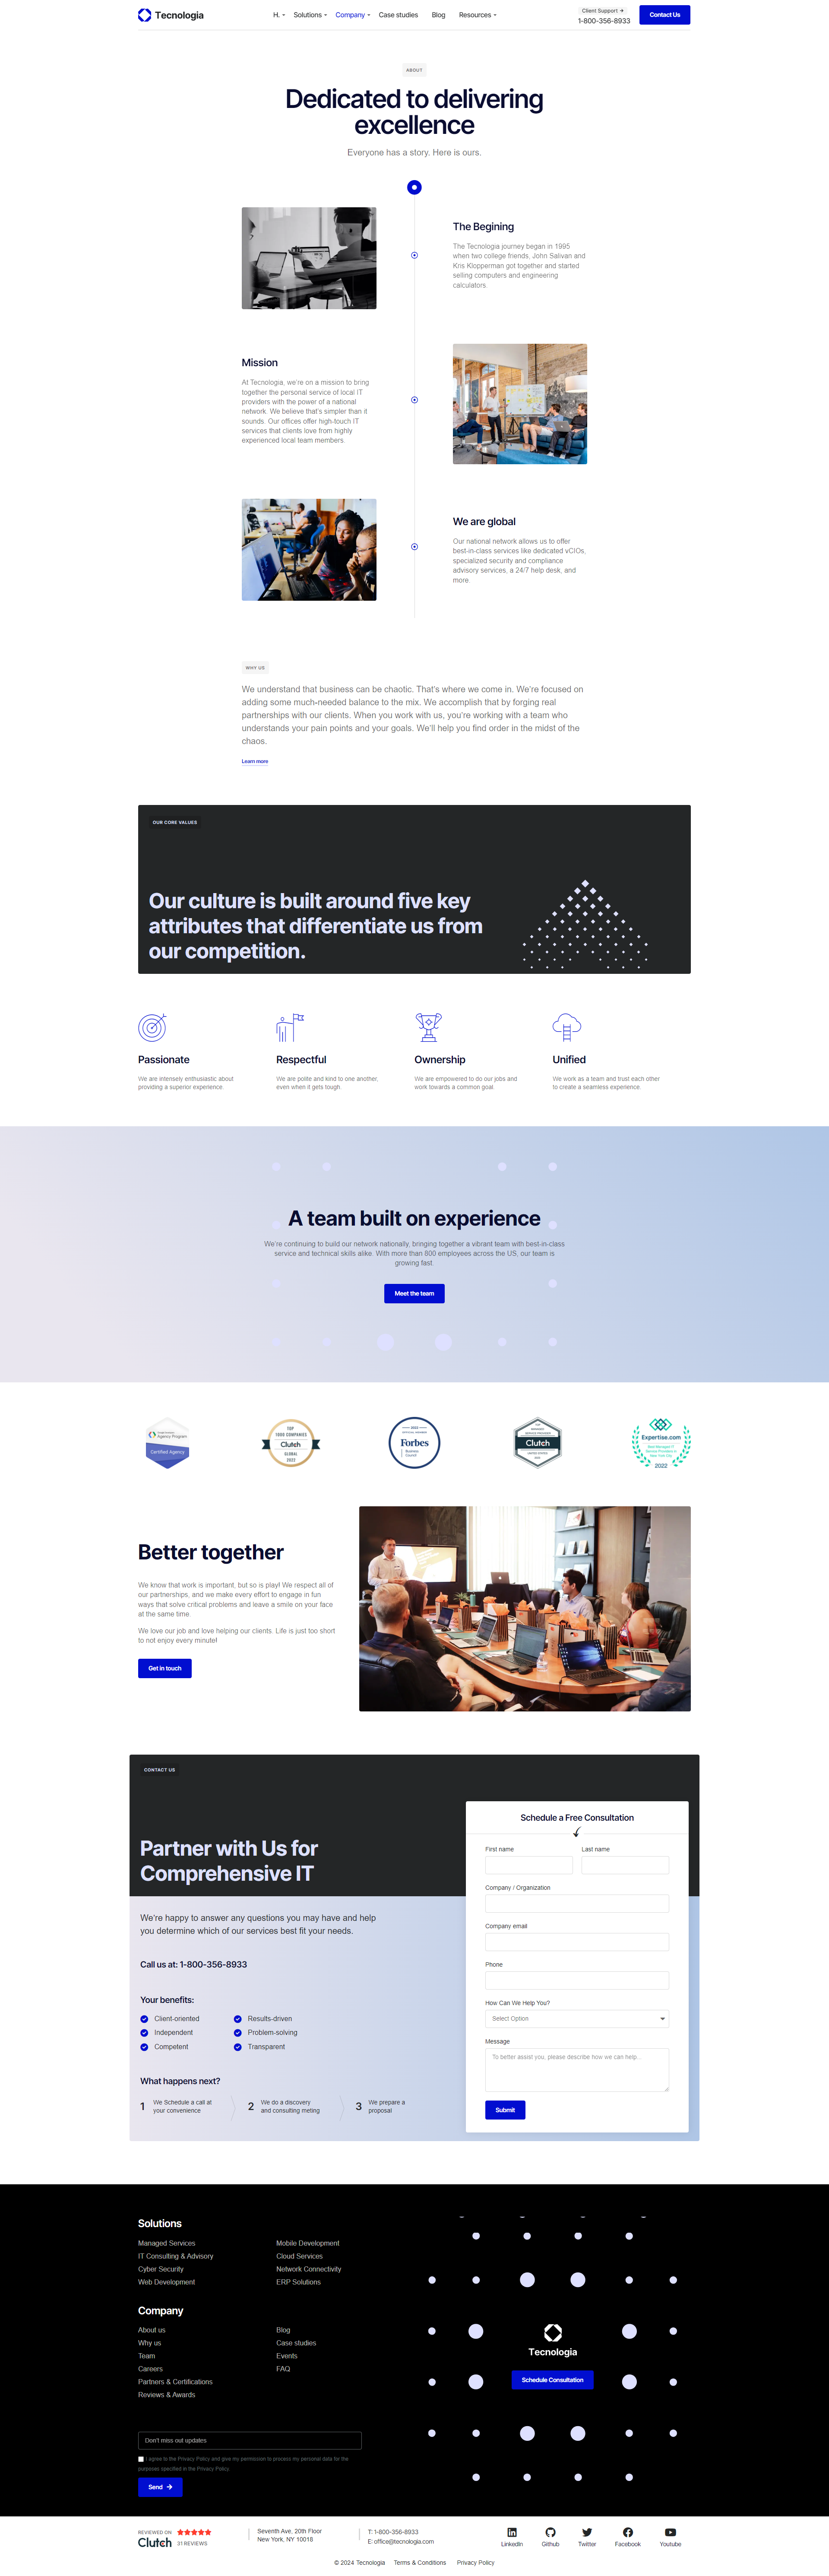 Tecnologia
H.
Solutions
Company
Case studies
Blog
Resources
Client Support →
1-800-356-8933
Contact Us
ABOUT
Dedicated to delivering
excellence
Everyone has a story. Here is ours.
The Begining
The Tecnologia journey began in 1995
when two college friends, John Salivan and
Kris Klopperman got together and started
selling computers and engineering
calculators.
Mission
At Tecnologia, we're on a mission to bring
together the personal service of local IT
providers with the power of a national
network. We believe that's simpler than it
sounds. Our offices offer high-touch IT
services that clients love from highly
experienced local team members.
We are global
Our national network allows us to offer
best-in-class services like dedicated vCIOs,
specialized security and compliance
advisory services, a 24/7 help desk, and
more.
WHY US
We understand that business can be chaotic. That's where we come in. We're focused on
adding some much-needed balance to the mix. We accomplish that by forging real
partnerships with our clients. When you work with us, you're working with a team who
understands your pain points and your goals. We'll help you find order in the midst of the
chaos.
Learn more
OUR CORE VALUES
Our culture is built around five key
attributes that differentiate us from
our competition.
Passionate
We are intensely enthusiastic about
providing a superior experience.
Respectful
We are polite and kind to one another,
even when it gets tough.
Ownership
We are empowered to do our jobs and
work towards a common goal.
Unified
We work as a team and trust each other
to create a seamless experience.
A team built on experience
We're continuing to build our network nationally, bringing together a vibrant team with best-in-class
service and technical skills alike. With more than 800 employees across the US, our team is
growing fast.
Meet the team
Agency Program
Certified Agency
TOP
1000 COMPANIES
Clutch
GLOBAL
2022
2022
Forbes
Business
Council
TOP
Clutch
Expertise.com
2022
Better together
We know that work is important, but so is play! We respect all of
our partnerships, and we make every effort to engage in fun
ways that solve critical problems and leave a smile on your face
at the same time.
We love our job and love helping our clients. Life is just too short
to not enjoy every minute!
Get in touch
CONTACT US
Partner with Us for
Comprehensive IT
We're happy to answer any questions you may have and help
you determine which of our services best fit your needs.
Call us at: 1-800-356-8933
Your benefits:
Client-oriented
Results-driven
Independent
Problem-solving
Competent
Transparent
What happens next?
1
We Schedule a call at
your convenience
2
We do a discovery
and consulting meting
3
We prepare a
proposal
Schedule a Free Consultation
First name
Last name
Company / Organization
Company email
Phone
How Can We Help You?
Select Option
Message
To better assist you, please describe how we can help...
Submit
Solutions
Managed Services
IT Consulting & Advisory
Cyber Security
Web Development
Mobile Development
Cloud Services
Network Connectivity
ERP Solutions
Company
About us
Why us
Team
Careers
Partners & Certifications
Reviews & Awards
Blog
Case studies
Events
FAQ
Don't miss out updates
I agree to the Privacy Policy and give my permission to process my personal data for the
purposes specified in the Privacy Policy.
Send →
Tecnologia
Schedule Consultation
REVIEWED ON
Clutch
31 REVIEWS
Seventh Ave, 20th Floor
New York, NY 10018
T: 1-800-356-8933
E: office@tecnologia.com
LinkedIn
Github
Twitter
Facebook
Youtube
© 2024 Tecnologia
Terms & Conditions
Privacy Policy